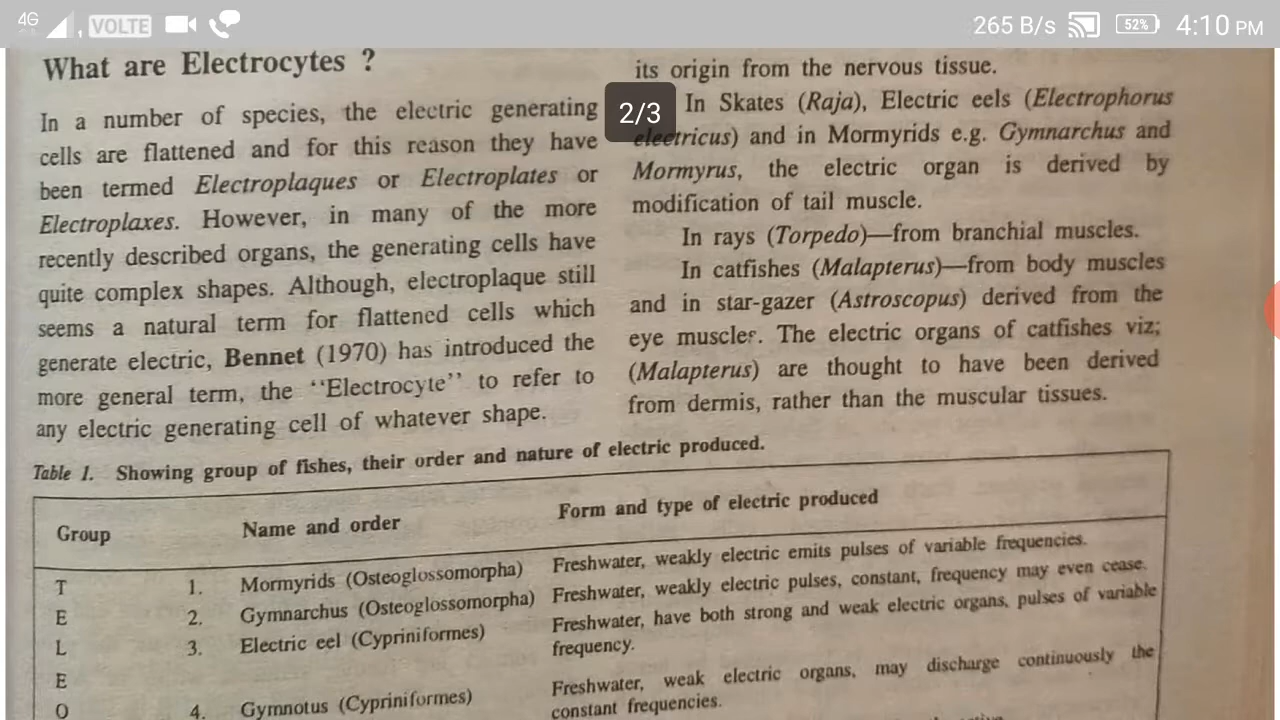 4G VOLTE 265 B/s 52% 4:10 PM
2/3
What are Electrocytes ?
In a number of species, the electric generating
cells are flattened and for this reason they have
been termed Electroplaques or Electroplates or
Electroplaxes. However, in many of the more
recently described organs, the generating cells have
quite complex shapes. Although, electroplaque still
seems a natural term for flattened cells which
generate electric, Bennet (1970) has introduced the
more general term, the "Electrocyte" to refer to
any electric generating cell of whatever shape.
its origin from the nervous tissue.
In Skates (Raja), Electric eels (Electrophorus
electricus) and in Mormyrids e.g. Gymnarchus and
Mormyrus, the electric organ is derived by
modification of tail muscle.
In rays (Torpedo)—from branchial muscles.
In catfishes (Malapterus)—from body muscles
and in star-gazer (Astroscopus) derived from the
eye muscles. The electric organs of catfishes viz;
(Malapterus) are thought to have been derived
from dermis, rather than the muscular tissues.
Table 1. Showing group of fishes, their order and nature of electric produced.
Group Name and order Form and type of electric produced
T 1. Mormyrids (Osteoglossomorpha) Freshwater, weakly electric emits pulses of variable frequencies.
E 2. Gymnarchus (Osteoglossomorpha) Freshwater, weakly electric pulses, constant, frequency may even cease.
L 3. Electric eel (Cypriniformes) Freshwater, have both strong and weak electric organs, pulses of variable
frequency.
E
O 4. Gymnotus (Cypriniformes) Freshwater, weak electric organs, may discharge continuously the
constant frequencies.